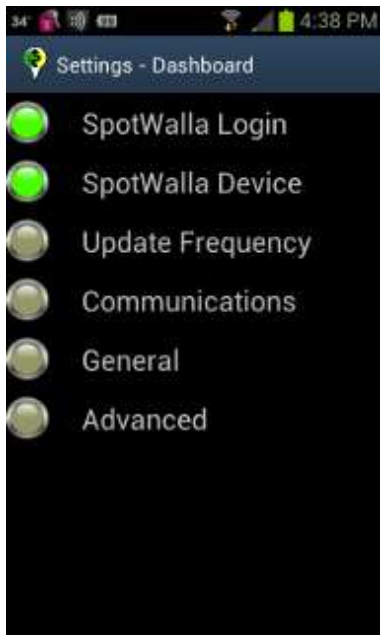 34° 4:38 PM
Settings - Dashboard
SpotWalla Login
SpotWalla Device
Update Frequency
Communications
General
Advanced